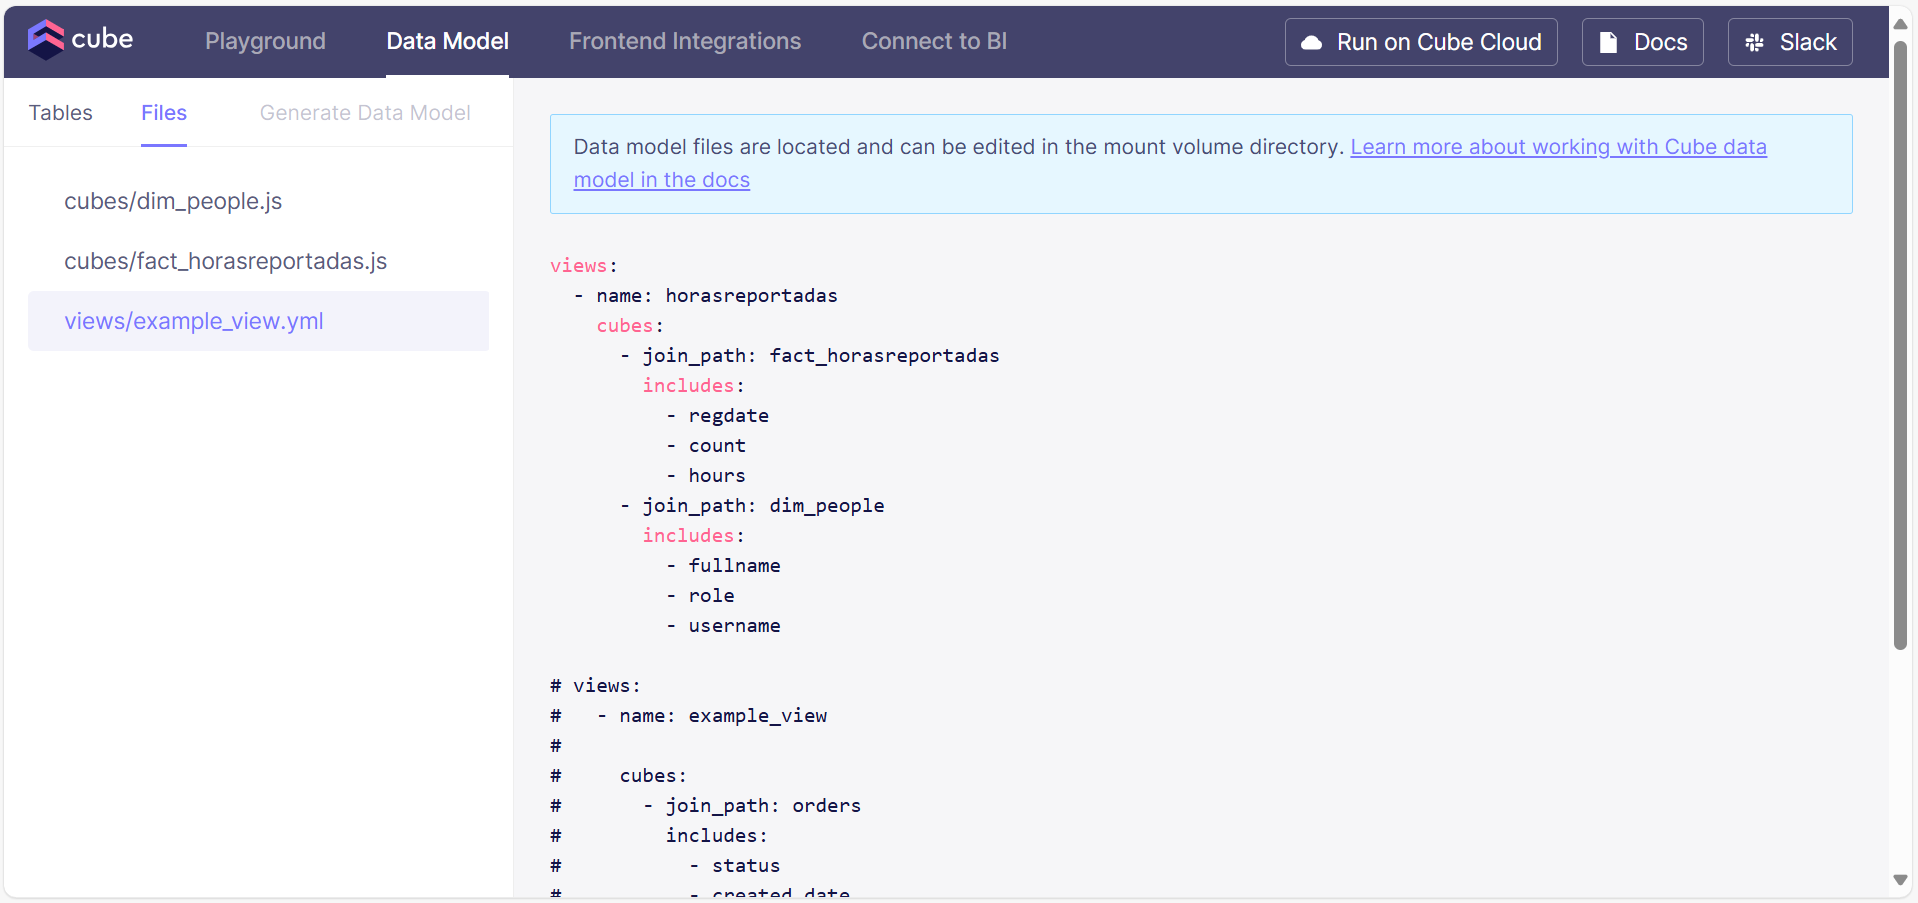 cube
Playground
Data Model
Frontend Integrations
Connect to BI
Run on Cube Cloud
Docs
Slack
Tables
Files
Generate Data Model
cubes/dim_people.js
cubes/fact_horasreportadas.js
views/example_view.yml
Data model files are located and can be edited in the mount volume directory. Learn more about working with Cube data
model in the docs
views:
  - name: horasreportadas
    cubes:
      - join_path: fact_horasreportadas
        includes:
          - regdate
          - count
          - hours
      - join_path: dim_people
        includes:
          - fullname
          - role
          - username
# views:
#   - name: example_view
#
#     cubes:
#       - join_path: orders
#         includes:
#           - status
#           - created_date